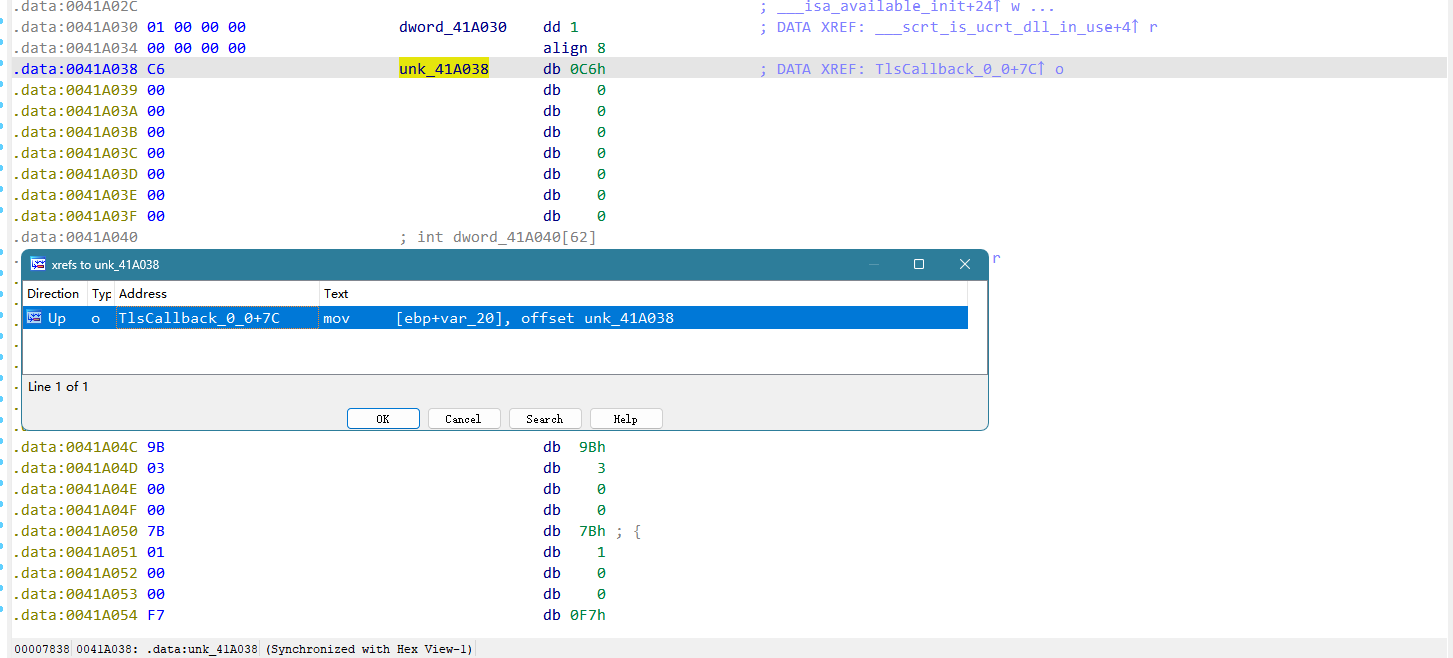 .data:0041A02C ; ___isa_available_init+24↑ w ...
.data:0041A030 01 00 00 00 dword_41A030 dd 1 ; DATA XREF: ___scrt_is_ucrt_dll_in_use+4↑ r
.data:0041A034 00 00 00 00 align 8
.data:0041A038 C6 unk_41A038 db 0C6h ; DATA XREF: TlsCallback_0_0+7C↑ o
.data:0041A039 00 db 0
.data:0041A03A 00 db 0
.data:0041A03B 00 db 0
.data:0041A03C 00 db 0
.data:0041A03D 00 db 0
.data:0041A03E 00 db 0
.data:0041A03F 00 db 0
.data:0041A040 ; int dword_41A040[62]
r
xrefs to unk_41A038
Direction Typ Address Text
Up o TlsCallback_0_0+7C mov [ebp+var_20], offset unk_41A038
Line 1 of 1
OK Cancel Search Help
.data:0041A04C 9B db 9Bh
.data:0041A04D 03 db 3
.data:0041A04E 00 db 0
.data:0041A04F 00 db 0
.data:0041A050 7B db 7Bh ; {
.data:0041A051 01 db 1
.data:0041A052 00 db 0
.data:0041A053 00 db 0
.data:0041A054 F7 db 0F7h
00007838 0041A038: .data:unk_41A038 (Synchronized with Hex View-1)